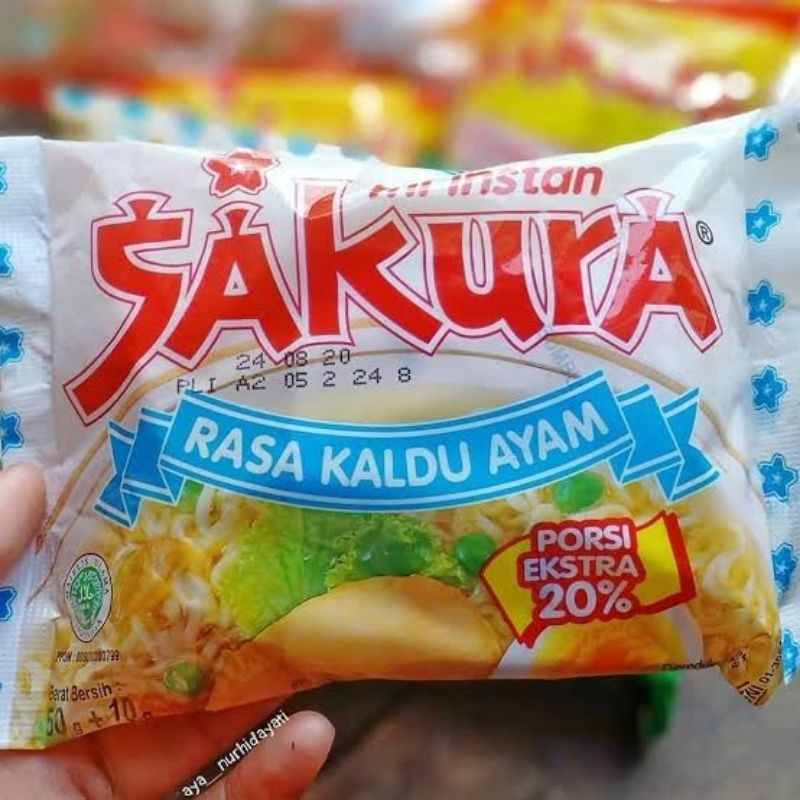 mi instan
SAkurA
®
24 08 20
PLI A2 05 2 24 8
RASA KALDU AYAM
PORSI
EKSTRA
20%
Berat Bersih :
aya_nurhidayati